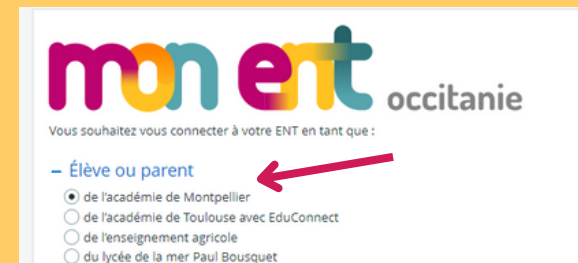 mon ent occitanie
Vous souhaitez vous connecter à votre ENT en tant que :
– Élève ou parent
de l'académie de Montpellier
de l'académie de Toulouse avec EduConnect
de l'enseignement agricole
du lycée de la mer Paul Bousquet